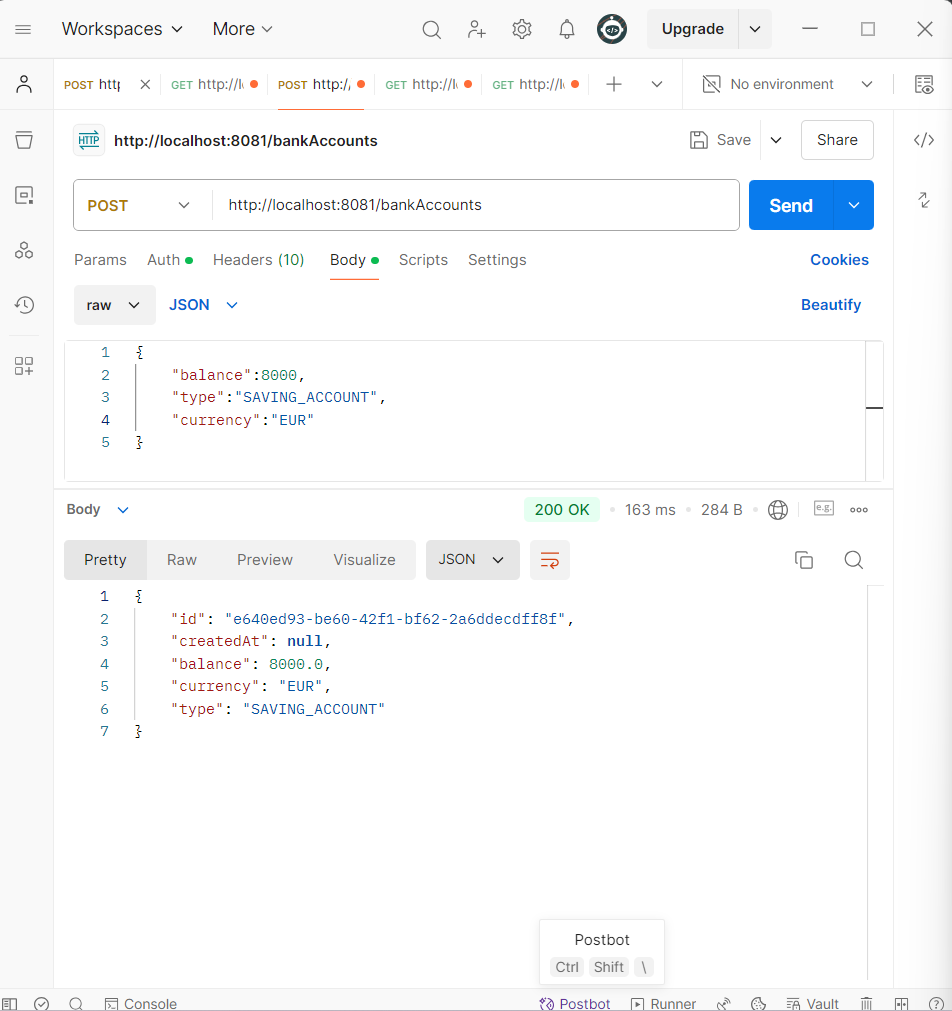 Workspaces More Upgrade
POST http GET http://l POST http:/ GET http://l GET http://l No environment
HTTP http://localhost:8081/bankAccounts Save Share
POST http://localhost:8081/bankAccounts Send
Params Auth Headers (10) Body Scripts Settings Cookies
raw JSON Beautify
1 {
2 "balance":8000,
3 "type":"SAVING_ACCOUNT",
4 "currency":"EUR"
5 }
Body 200 OK 163 ms 284 B e.g.
Pretty Raw Preview Visualize JSON
1 {
2 "id": "e640ed93-be60-42f1-bf62-2a6ddecdff8f",
3 "createdAt": null,
4 "balance": 8000.0,
5 "currency": "EUR",
6 "type": "SAVING_ACCOUNT"
7 }
Postbot
Ctrl Shift \
Console Postbot Runner Vault